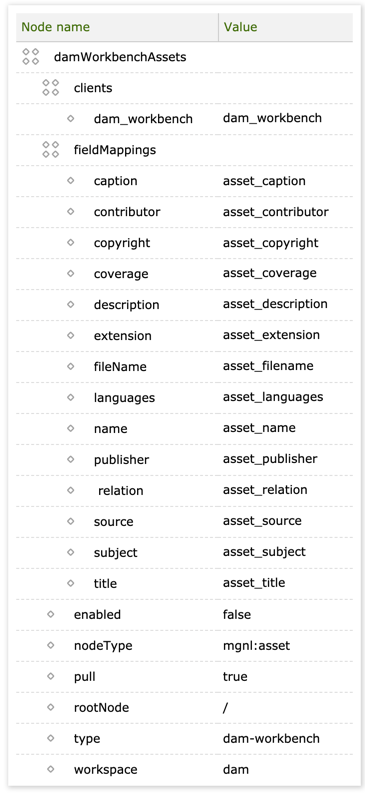 Node name Value
damWorkbenchAssets
clients
dam_workbench dam_workbench
fieldMappings
caption asset_caption
contributor asset_contributor
copyright asset_copyright
coverage asset_coverage
description asset_description
extension asset_extension
fileName asset_filename
languages asset_languages
name asset_name
publisher asset_publisher
relation asset_relation
source asset_source
subject asset_subject
title asset_title
enabled false
nodeType mgnl:asset
pull true
rootNode /
type dam-workbench
workspace dam